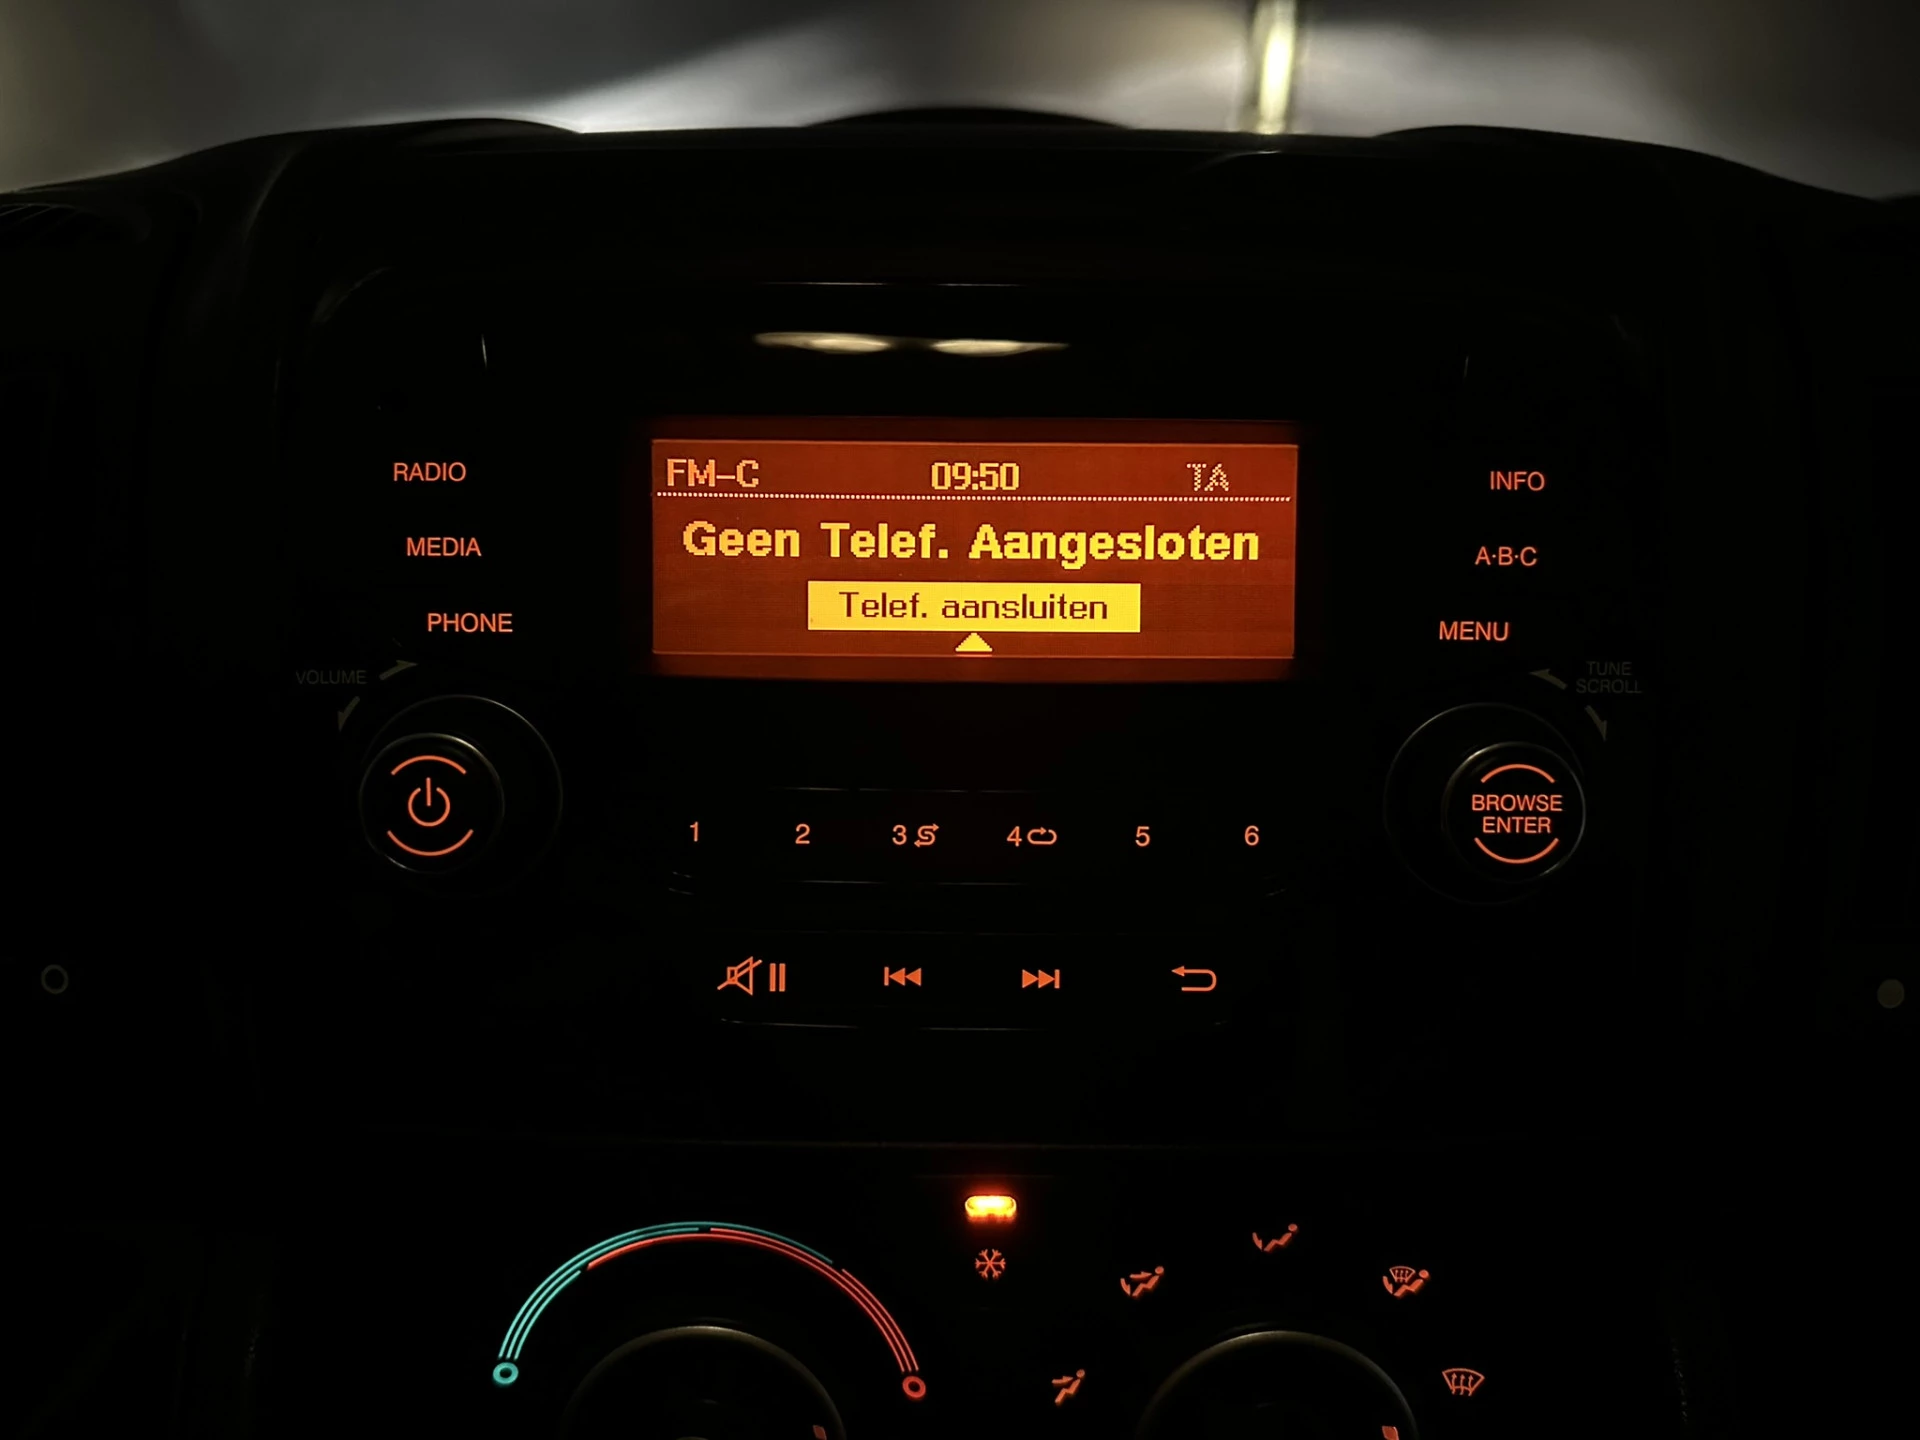 FM-C 09:50 TA
Geen Telef. Aangesloten
Telef. aansluiten
RADIO
MEDIA
PHONE
VOLUME
INFO
A·B·C
MENU
TUNE
SCROLL
BROWSE
ENTER
1 2 3 4 5 6